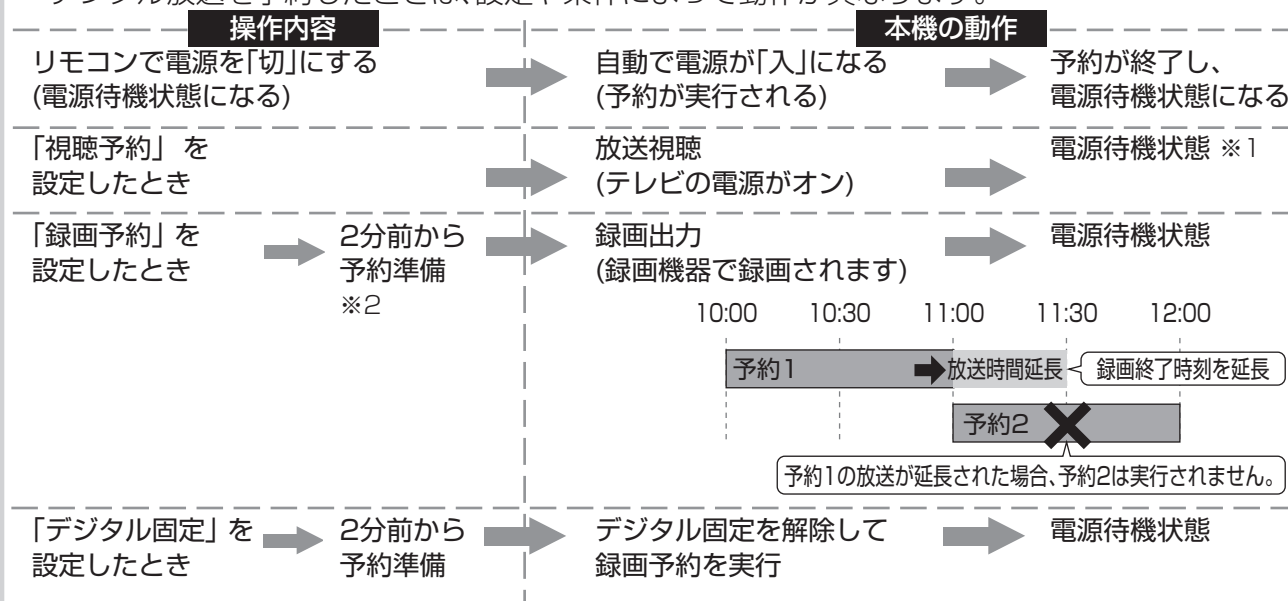 操作内容 本機の動作
リモコンで電源を「切」にする
(電源待機状態になる)
自動で電源が「入」になる
(予約が実行される)
予約が終了し、
電源待機状態になる
「視聴予約」を
設定したとき
放送視聴
(テレビの電源がオン)
電源待機状態 ※1
「録画予約」を
設定したとき
2分前から
予約準備
※2
録画出力
(録画機器で録画されます)
電源待機状態
10:00 10:30 11:00 11:30 12:00
予約1 放送時間延長 録画終了時刻を延長
予約2
予約1の放送が延長された場合、予約2は実行されません。
「デジタル固定」を
設定したとき
2分前から
予約準備
デジタル固定を解除して
録画予約を実行
電源待機状態